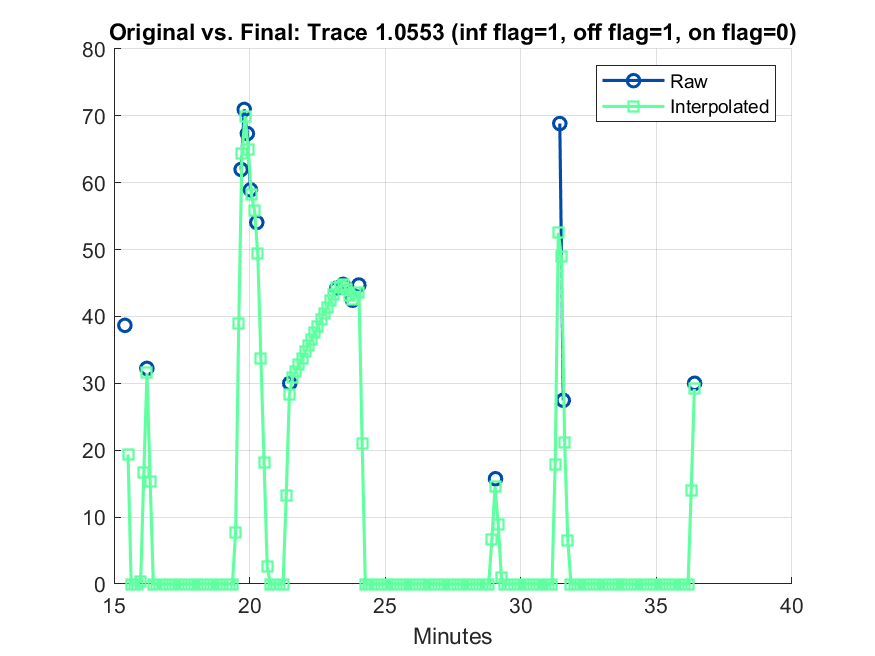 Original vs. Final: Trace 1.0553 (inf flag=1, off flag=1, on flag=0)
80
70
60
50
40
30
20
10
0
Raw
Interpolated
15 20 25 30 35 40
Minutes